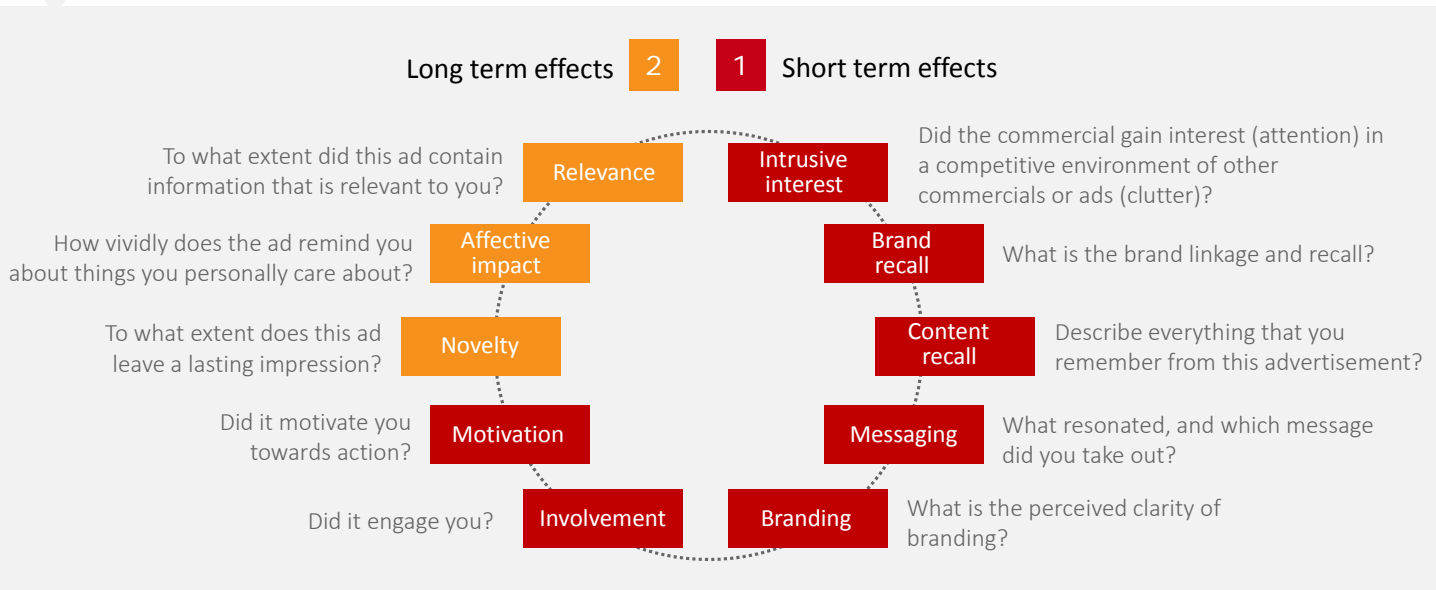 Long term effects 2
1 Short term effects
To what extent did this ad contain
information that is relevant to you?
Relevance
Intrusive
interest
Did the commercial gain interest (attention) in
a competitive environment of other
commercials or ads (clutter)?
How vividly does the ad remind you
about things you personally care about?
Affective
impact
Brand
recall
What is the brand linkage and recall?
To what extent does this ad
leave a lasting impression?
Novelty
Content
recall
Describe everything that you
remember from this advertisement?
Did it motivate you
towards action?
Motivation
Messaging
What resonated, and which message
did you take out?
Did it engage you?
Involvement
Branding
What is the perceived clarity of
branding?